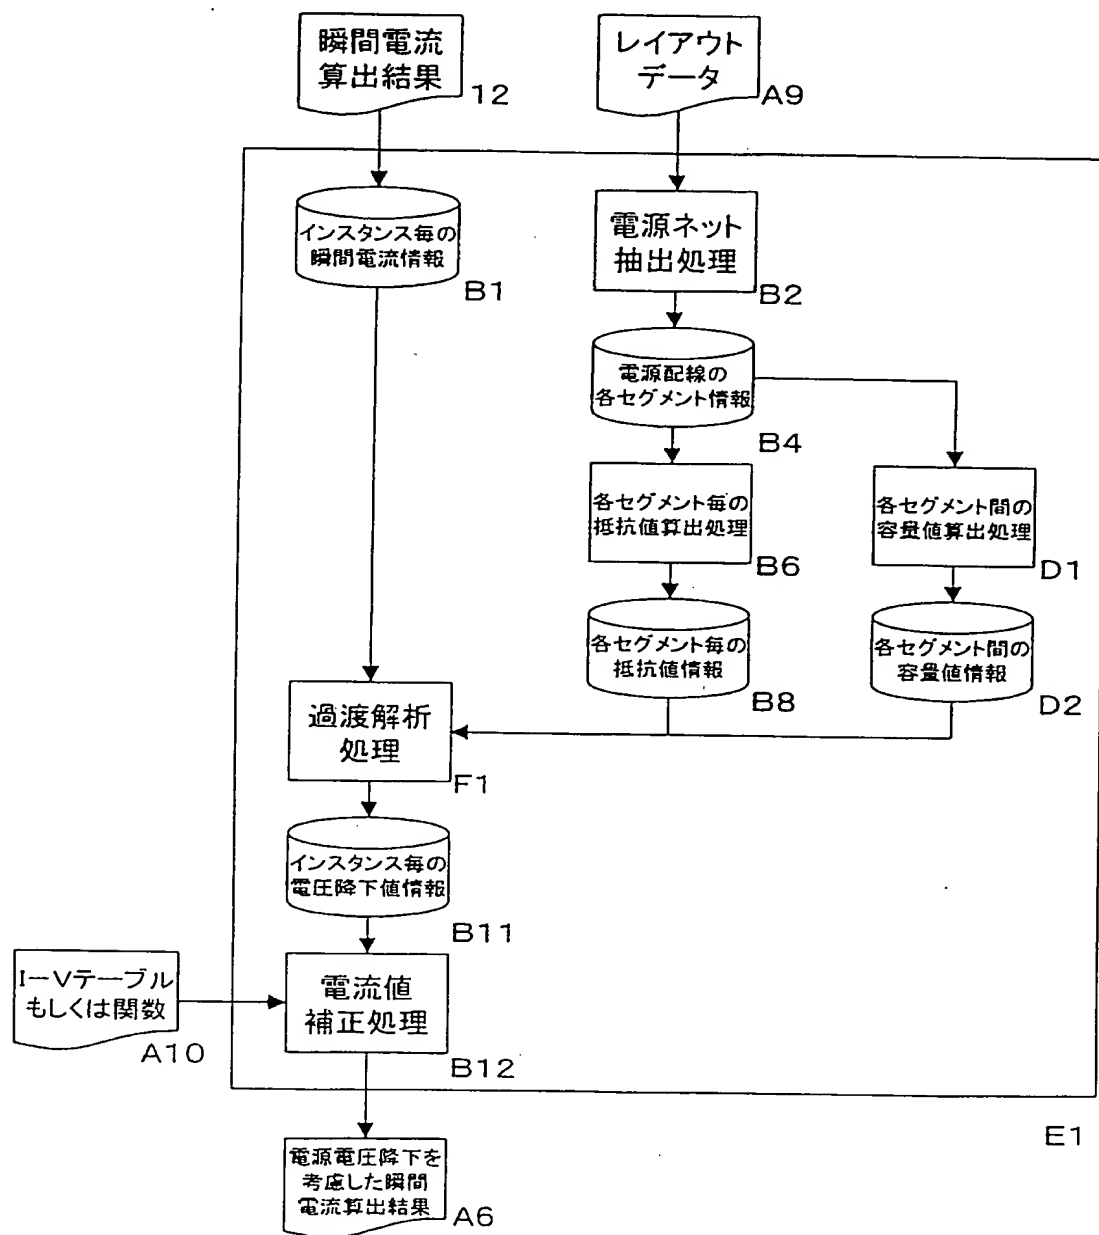 瞬間電流
算出結果
12
レイアウト
データ
A9
インスタンス毎の
瞬間電流情報
B1
電源ネット
抽出処理
B2
電源配線の
各セグメント情報
B4
各セグメント毎の
抵抗値算出処理
B6
各セグメント間の
容量値算出処理
D1
各セグメント毎の
抵抗値情報
B8
各セグメント間の
容量値情報
D2
過渡解析
処理
F1
インスタンス毎の
電圧降下値情報
B11
I－Vテーブル
もしくは関数
A10
電流値
補正処理
B12
E1
電源電圧降下を
考慮した瞬間
電流算出結果
A6